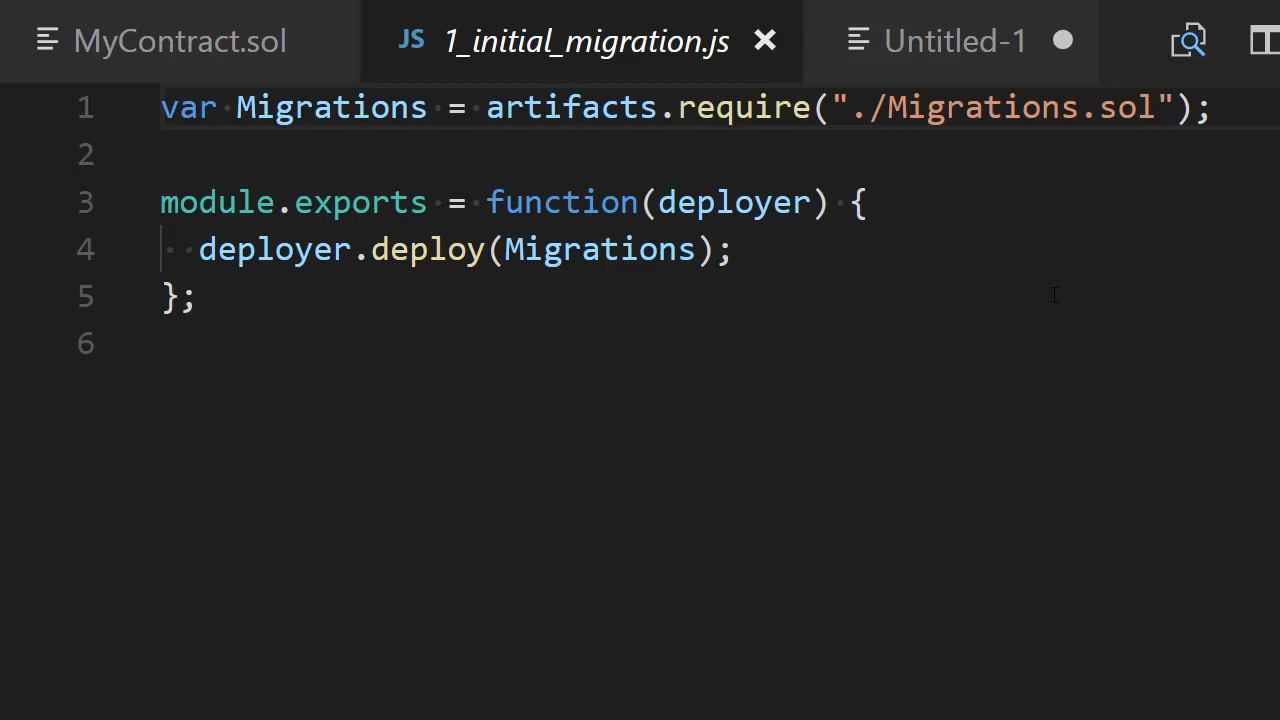 MyContract.sol JS 1_initial_migration.js Untitled-1
1 var Migrations = artifacts.require("./Migrations.sol");
2
3 module.exports = function(deployer) {
4   deployer.deploy(Migrations);
5 };
6